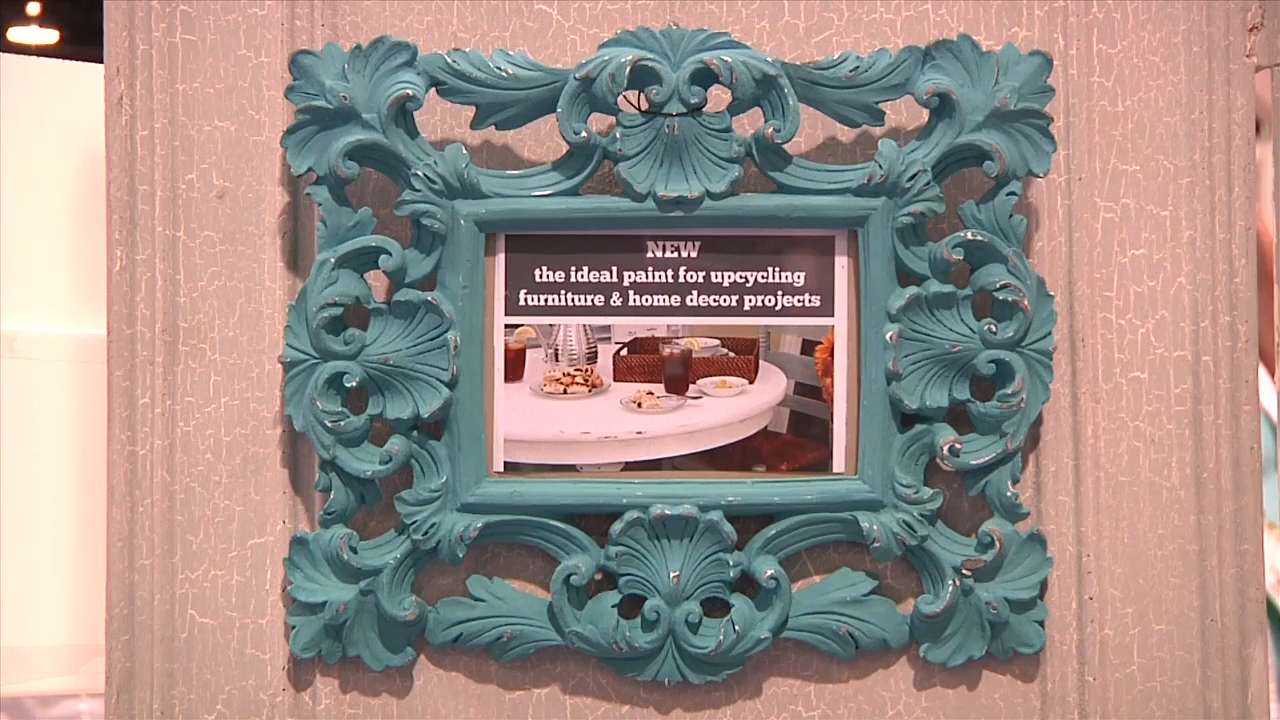 NEW
the ideal paint for upcycling
furniture & home decor projects